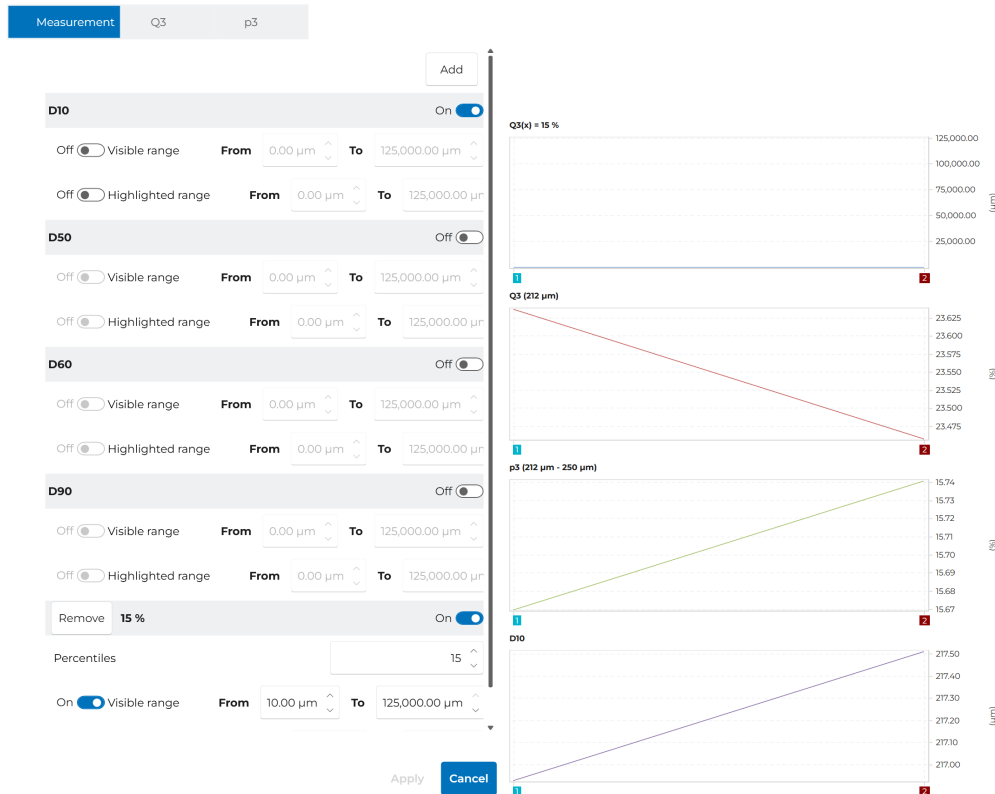 Measurement Q3 p3
Add
D10 On
Off Visible range From 0.00 µm To 125,000.00 µm
Off Highlighted range From 0.00 µm To 125,000.00 µm
D50 Off
Off Visible range From 0.00 µm To 125,000.00 µm
Off Highlighted range From 0.00 µm To 125,000.00 µm
D60 Off
Off Visible range From 0.00 µm To 125,000.00 µm
Off Highlighted range From 0.00 µm To 125,000.00 µm
D90 Off
Off Visible range From 0.00 µm To 125,000.00 µm
Off Highlighted range From 0.00 µm To 125,000.00 µm
Remove 15 % On
Percentiles 15
On Visible range From 10.00 µm To 125,000.00 µm
Apply Cancel
Q3(x) = 15 %
125,000.00
100,000.00
75,000.00
50,000.00
25,000.00
(µm)
1 2
Q3 (212 µm)
23.625
23.600
23.575
23.550
23.525
23.500
23.475
(%)
1 2
p3 (212 µm - 250 µm)
15.74
15.73
15.72
15.71
15.70
15.69
15.68
15.67
(%)
1 2
D10
217.50
217.40
217.30
217.20
217.10
217.00
(µm)
1 2